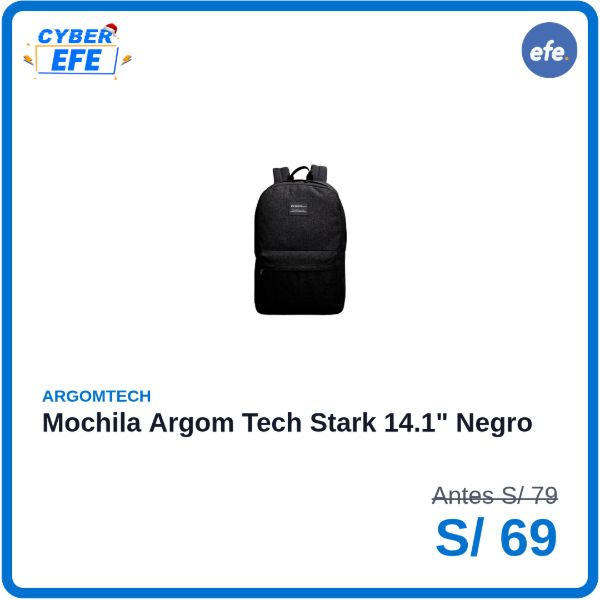 CYBER
EFE
efe.
ARGOMTECH
Mochila Argom Tech Stark 14.1" Negro
Antes S/ 79
S/ 69